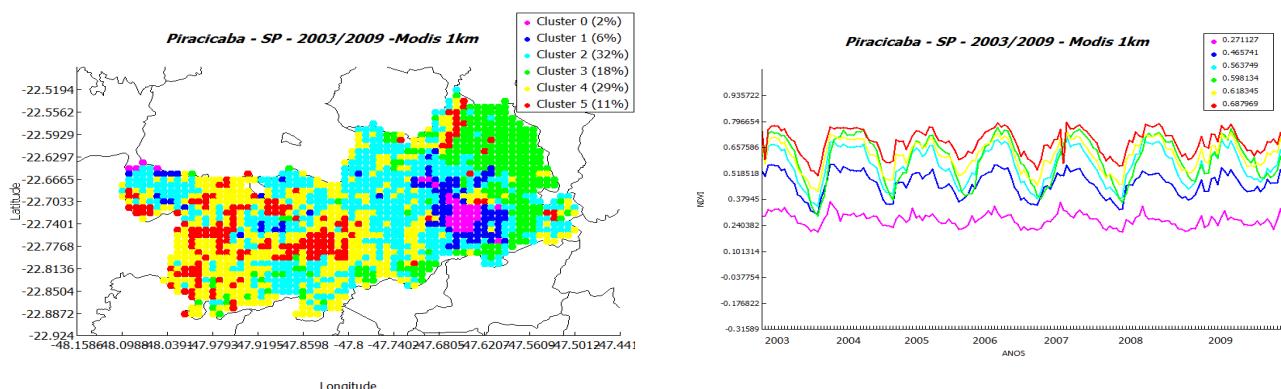 Piracicaba - SP - 2003/2009 -Modis 1km
Cluster 0 (2%)
Cluster 1 (6%)
Cluster 2 (32%)
Cluster 3 (18%)
Cluster 4 (29%)
Cluster 5 (11%)
Latitude
-22.5194
-22.5562
-22.5929
-22.6297
-22.6665
-22.7033
-22.7401
-22.7768
-22.8136
-22.8504
-22.8872
-22.924
-48.1586 -48.0988 -48.0391 -47.9793 -47.9195 -47.8598 -47.8 -47.7402 -47.6805 -47.6207 -47.5609 -47.5012 -47.441
Longitude
Piracicaba - SP - 2003/2009 - Modis 1km
0.271127
0.465741
0.563749
0.598134
0.618345
0.687969
NDVI
0.935722
0.796654
0.657586
0.518518
0.37945
0.240382
0.101314
-0.037754
-0.176822
-0.31589
2003 2004 2005 2006 2007 2008 2009
ANOS